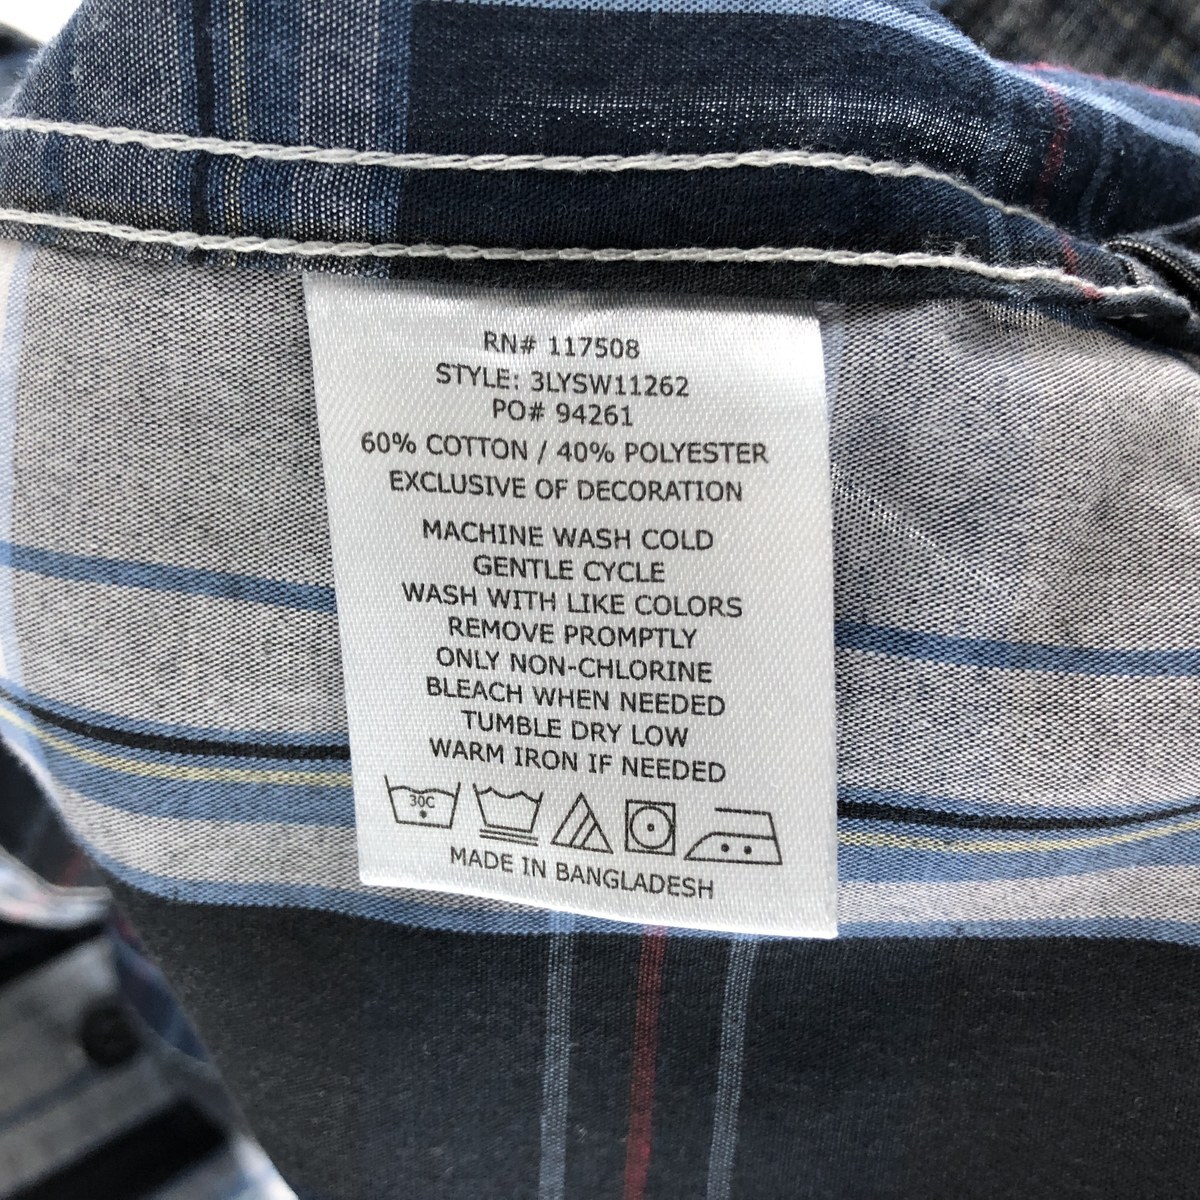 RN# 117508
STYLE: 3LYSW11262
PO# 94261
60% COTTON / 40% POLYESTER
EXCLUSIVE OF DECORATION
MACHINE WASH COLD
GENTLE CYCLE
WASH WITH LIKE COLORS
REMOVE PROMPTLY
ONLY NON-CHLORINE
BLEACH WHEN NEEDED
TUMBLE DRY LOW
WARM IRON IF NEEDED
30C
MADE IN BANGLADESH